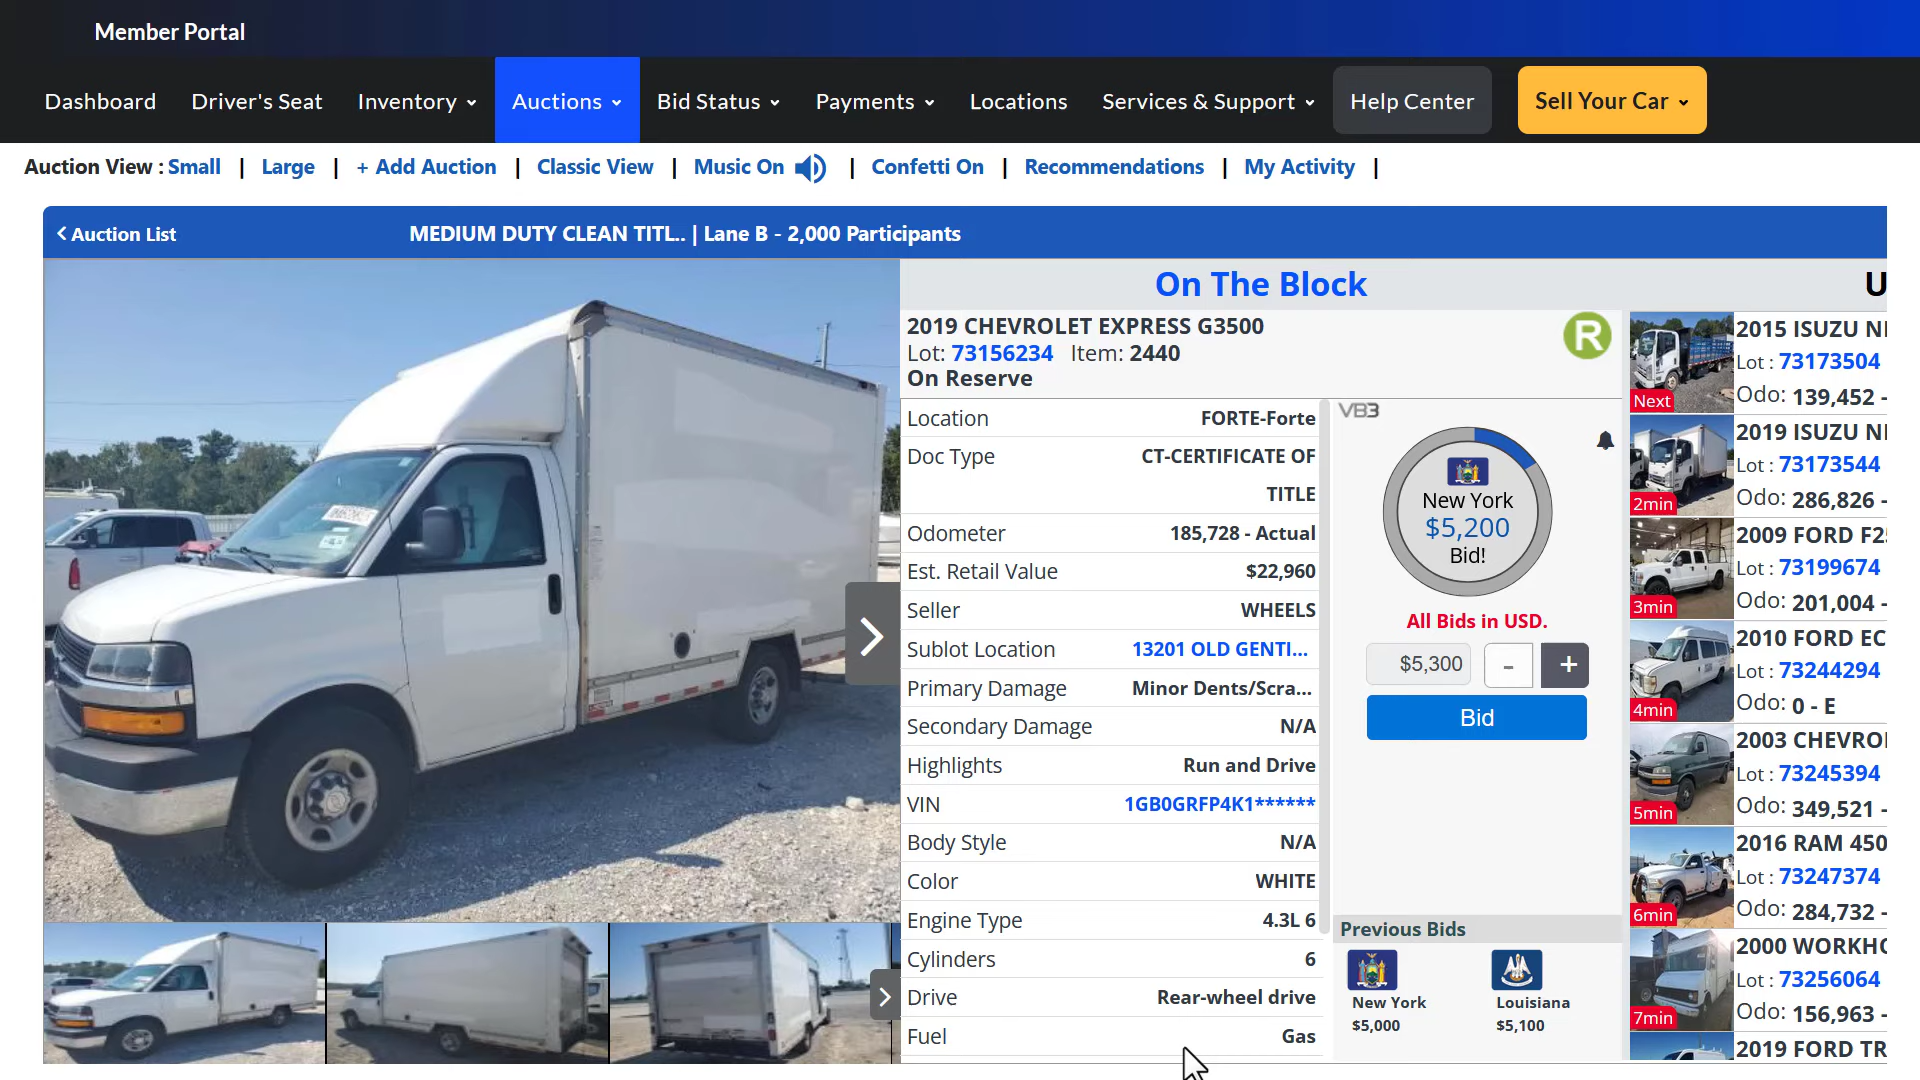 Member Portal
Dashboard
Driver's Seat
Inventory
Auctions
Bid Status
Payments
Locations
Services & Support
Help Center
Sell Your Car
Auction View : Small | Large | + Add Auction | Classic View | Music On | Confetti On | Recommendations | My Activity |
Auction List
MEDIUM DUTY CLEAN TITL.. | Lane B - 2,000 Participants
On The Block
2019 CHEVROLET EXPRESS G3500
Lot: 73156234 Item: 2440
On Reserve
R
Location FORTE-Forte
Doc Type CT-CERTIFICATE OF
TITLE
Odometer 185,728 - Actual
Est. Retail Value $22,960
Seller WHEELS
Sublot Location 13201 OLD GENTI...
Primary Damage Minor Dents/Scra...
Secondary Damage N/A
Highlights Run and Drive
VIN 1GB0GRFP4K1******
Body Style N/A
Color WHITE
Engine Type 4.3L 6
Cylinders 6
Drive Rear-wheel drive
Fuel Gas
VB3
New York
$5,200
Bid!
All Bids in USD.
$5,300 - +
Bid
Previous Bids
New York
$5,000
Louisiana
$5,100
U
2015 ISUZU N
Lot : 73173504
Odo: 139,452 -
Next
2019 ISUZU N
Lot : 73173544
Odo: 286,826 -
2min
2009 FORD F2
Lot : 73199674
Odo: 201,004 -
3min
2010 FORD EC
Lot : 73244294
Odo: 0 - E
4min
2003 CHEVRO
Lot : 73245394
Odo: 349,521 -
5min
2016 RAM 450
Lot : 73247374
Odo: 284,732 -
6min
2000 WORKHO
Lot : 73256064
Odo: 156,963 -
7min
2019 FORD TR